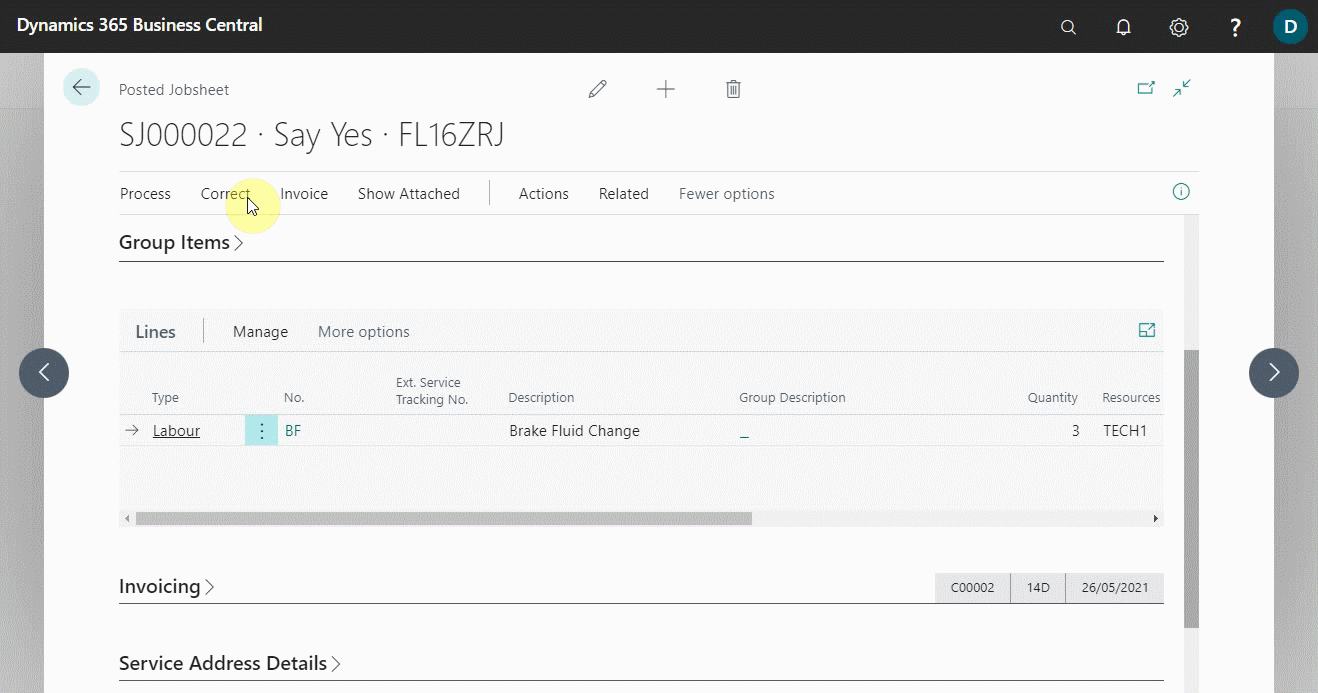 Dynamics 365 Business Central
?
D
Posted Jobsheet
SJ000022 · Say Yes · FL16ZRJ
Process Correct Invoice Show Attached Actions Related Fewer options
Group Items
Lines Manage More options
Type No. Ext. Service Tracking No. Description Group Description Quantity Resources
Labour BF Brake Fluid Change _ 3 TECH1
Invoicing C00002 14D 26/05/2021
Service Address Details